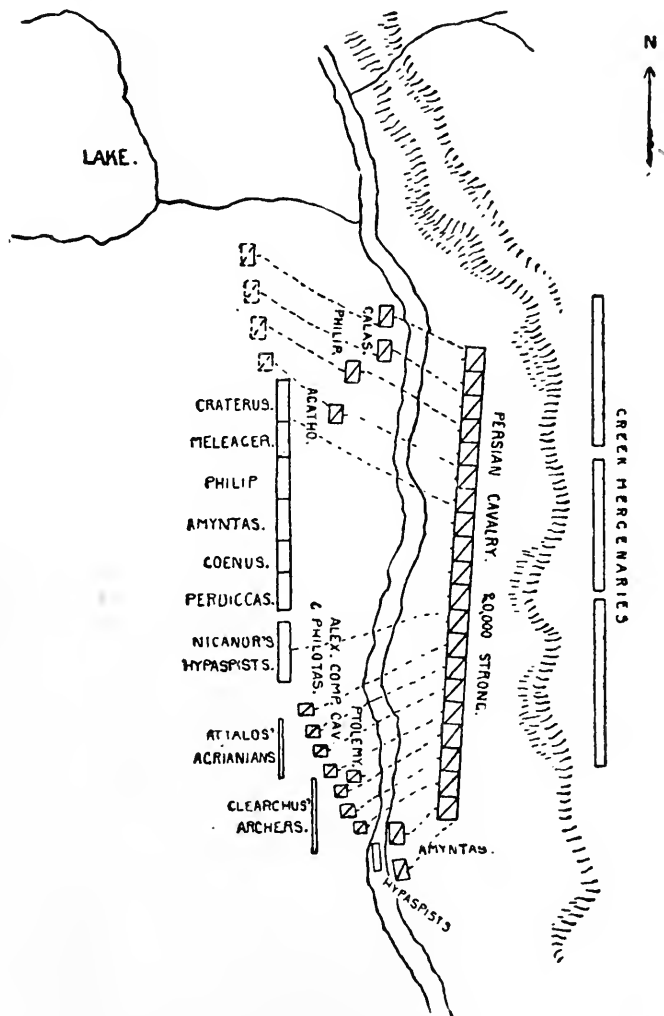 N
LAKE.
CALAS.
PHILIP.
AGATHO.
CRATERUS.
MELEAGER.
PHILIP
AMYNTAS.
COENUS.
PERDICCAS.
NICANOR'S
HYPASPISTS.
ALEX. COMP. CAV.
& PHILOTAS.
PTOLEMY.
ATTALOS'
AGRIANIANS
CLEARCHUS'
ARCHERS.
AMYNTAS.
HYPASPISTS
PERSIAN CAVALRY. 20,000 STRONG.
GREEK MERCENARIES